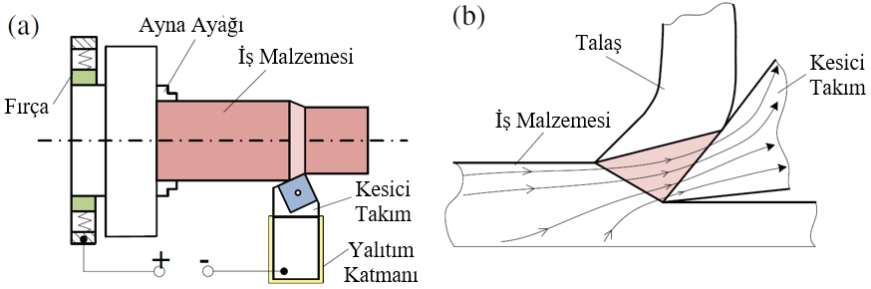 (a)
Ayna Ayağı
İş Malzemesi
Fırça
Kesici
Takım
Yalıtım
Katmanı
+ -
(b)
Talaş
Kesici
Takım
İş Malzemesi